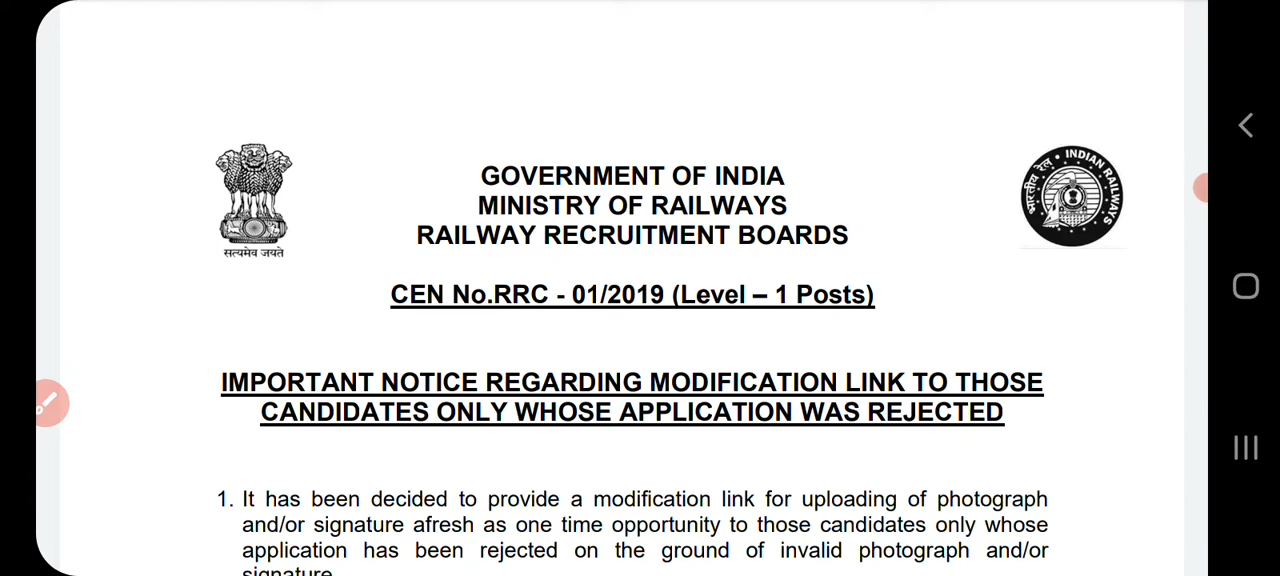 GOVERNMENT OF INDIA
MINISTRY OF RAILWAYS
RAILWAY RECRUITMENT BOARDS
सत्यमेव जयते
भारतीय रेल • INDIAN RAILWAYS
CEN No.RRC - 01/2019 (Level – 1 Posts)
IMPORTANT NOTICE REGARDING MODIFICATION LINK TO THOSE
CANDIDATES ONLY WHOSE APPLICATION WAS REJECTED
1. It has been decided to provide a modification link for uploading of photograph
and/or signature afresh as one time opportunity to those candidates only whose
application has been rejected on the ground of invalid photograph and/or
signature